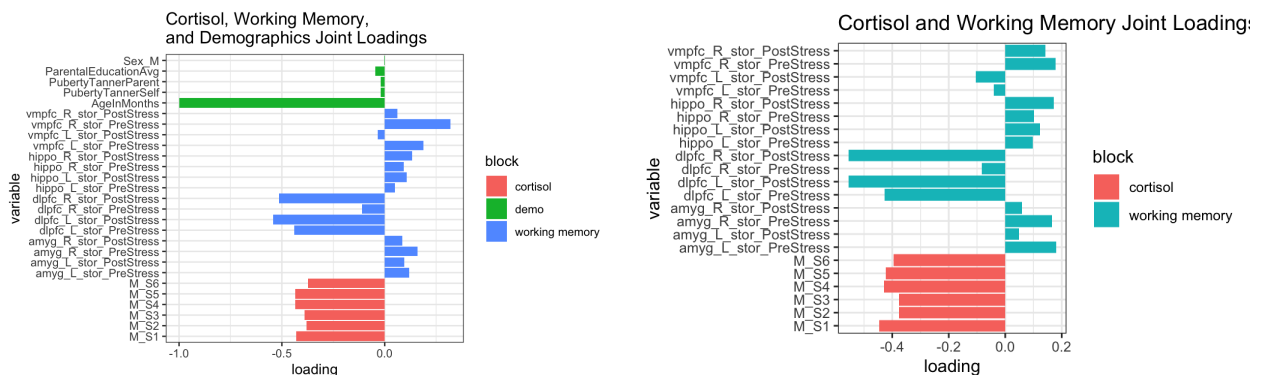 Cortisol, Working Memory,
and Demographics Joint Loadings
variable
Sex_M
ParentalEducationAvg
PubertyTannerParent
PubertyTannerSelf
AgeInMonths
vmpfc_R_stor_PostStress
vmpfc_R_stor_PreStress
vmpfc_L_stor_PostStress
vmpfc_L_stor_PreStress
hippo_R_stor_PostStress
hippo_R_stor_PreStress
hippo_L_stor_PostStress
hippo_L_stor_PreStress
dlpfc_R_stor_PostStress
dlpfc_R_stor_PreStress
dlpfc_L_stor_PostStress
dlpfc_L_stor_PreStress
amyg_R_stor_PostStress
amyg_R_stor_PreStress
amyg_L_stor_PostStress
amyg_L_stor_PreStress
M_S6
M_S5
M_S4
M_S3
M_S2
M_S1
-1.0 -0.5 0.0
loading
block
cortisol
demo
working memory
Cortisol and Working Memory Joint Loadings
variable
vmpfc_R_stor_PostStress
vmpfc_R_stor_PreStress
vmpfc_L_stor_PostStress
vmpfc_L_stor_PreStress
hippo_R_stor_PostStress
hippo_R_stor_PreStress
hippo_L_stor_PostStress
hippo_L_stor_PreStress
dlpfc_R_stor_PostStress
dlpfc_R_stor_PreStress
dlpfc_L_stor_PostStress
dlpfc_L_stor_PreStress
amyg_R_stor_PostStress
amyg_R_stor_PreStress
amyg_L_stor_PostStress
amyg_L_stor_PreStress
M_S6
M_S5
M_S4
M_S3
M_S2
M_S1
-0.4 -0.2 0.0 0.2
loading
block
cortisol
working memory